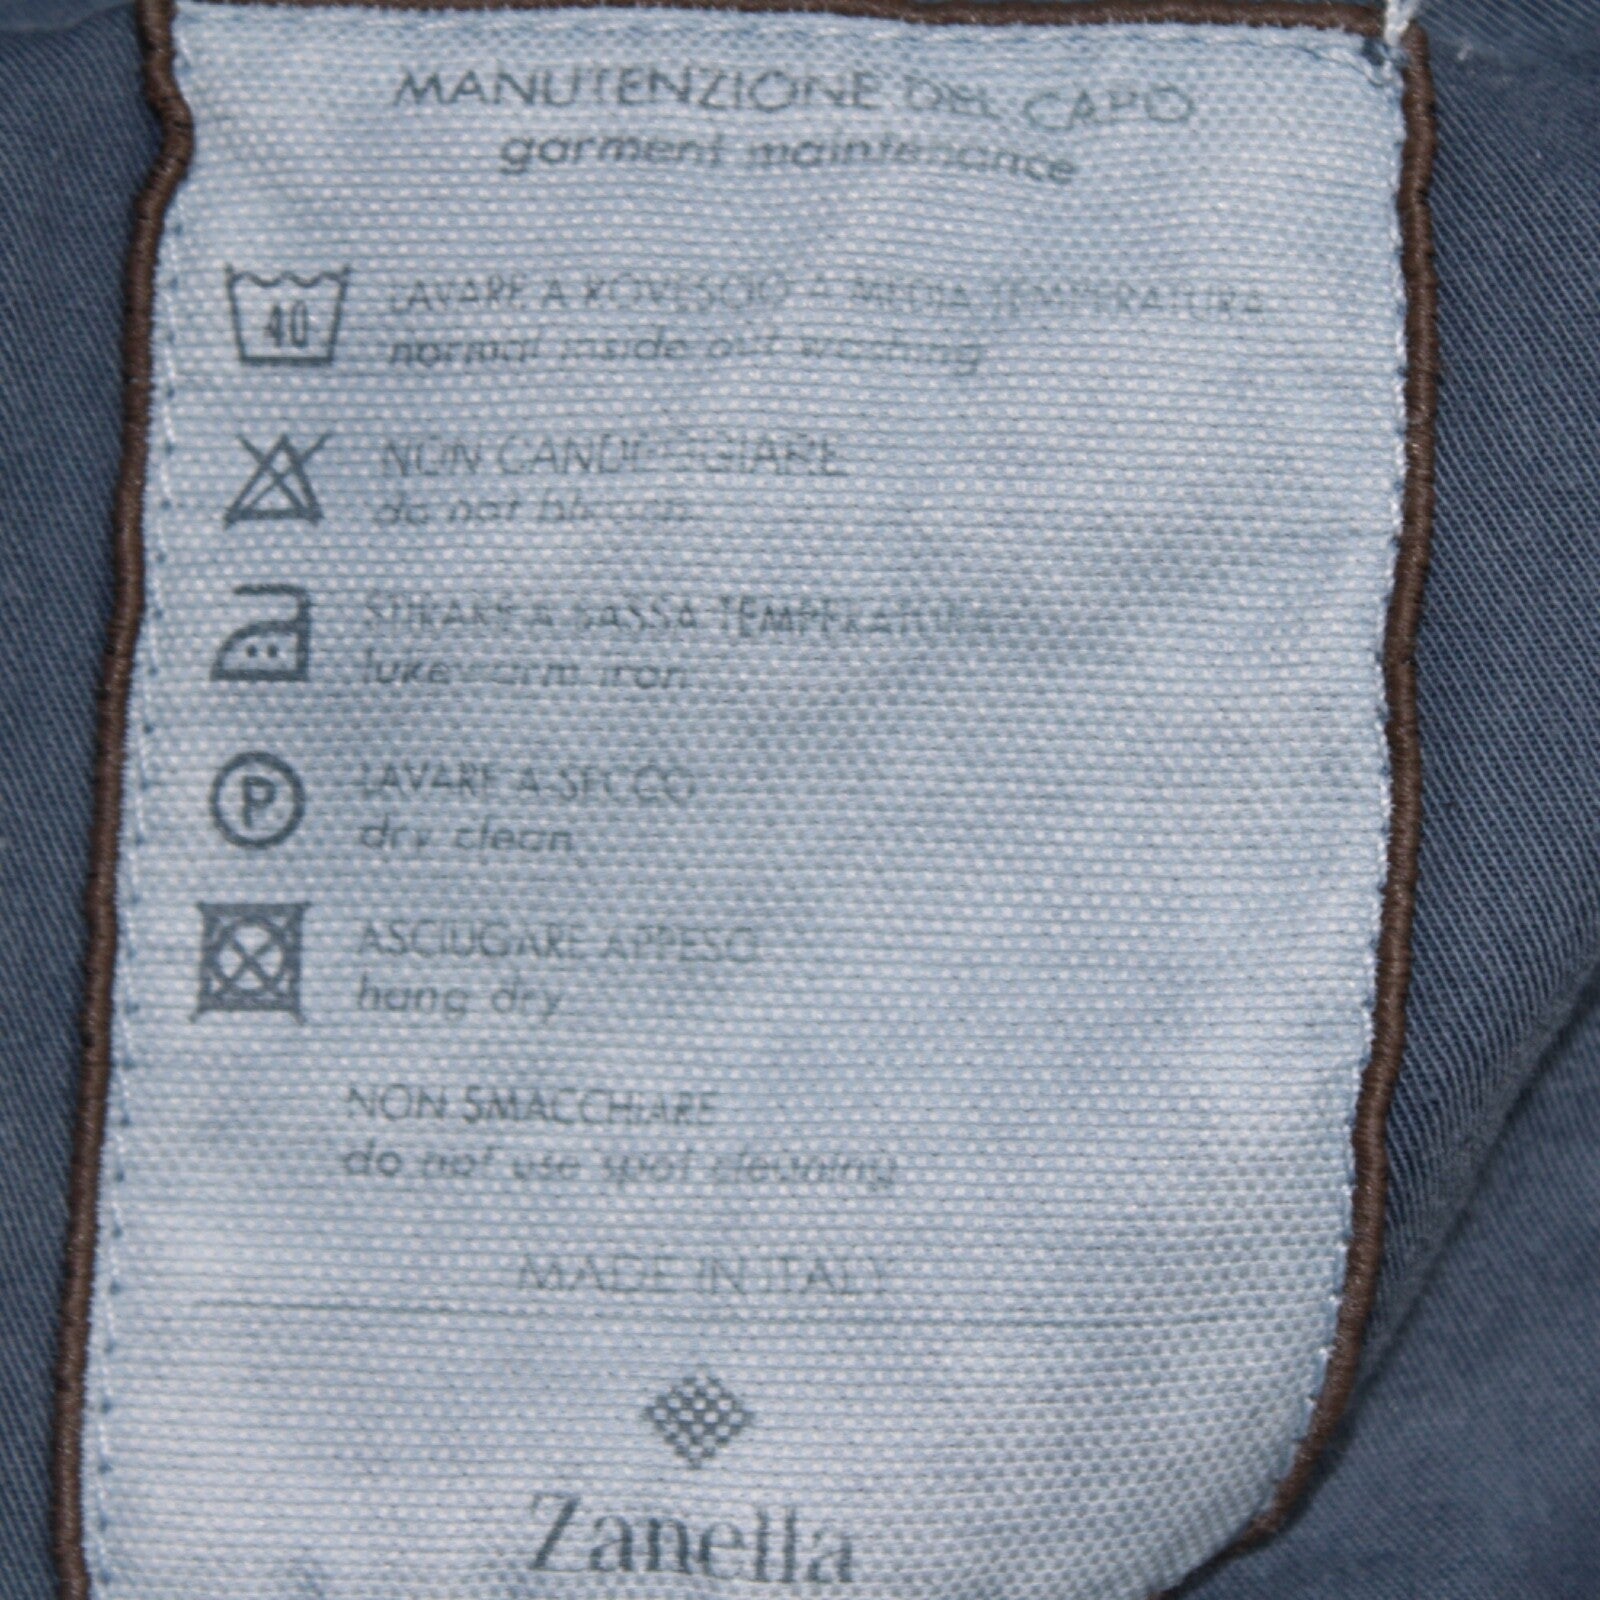 MANUTENZIONE DEL CAPO
garment maintenance
40
LAVARE A ROVESCIO A MEDIA TEMPERATURA
normal inside out washing
NON CANDEGGIARE
do not bleach
STIRARE A BASSA TEMPERATURA
lukewarm iron
P
LAVARE A SECCO
dry clean
ASCIUGARE APPESO
hang dry
NON SMACCHIARE
do not use spot cleaning
MADE IN ITALY
Zanella